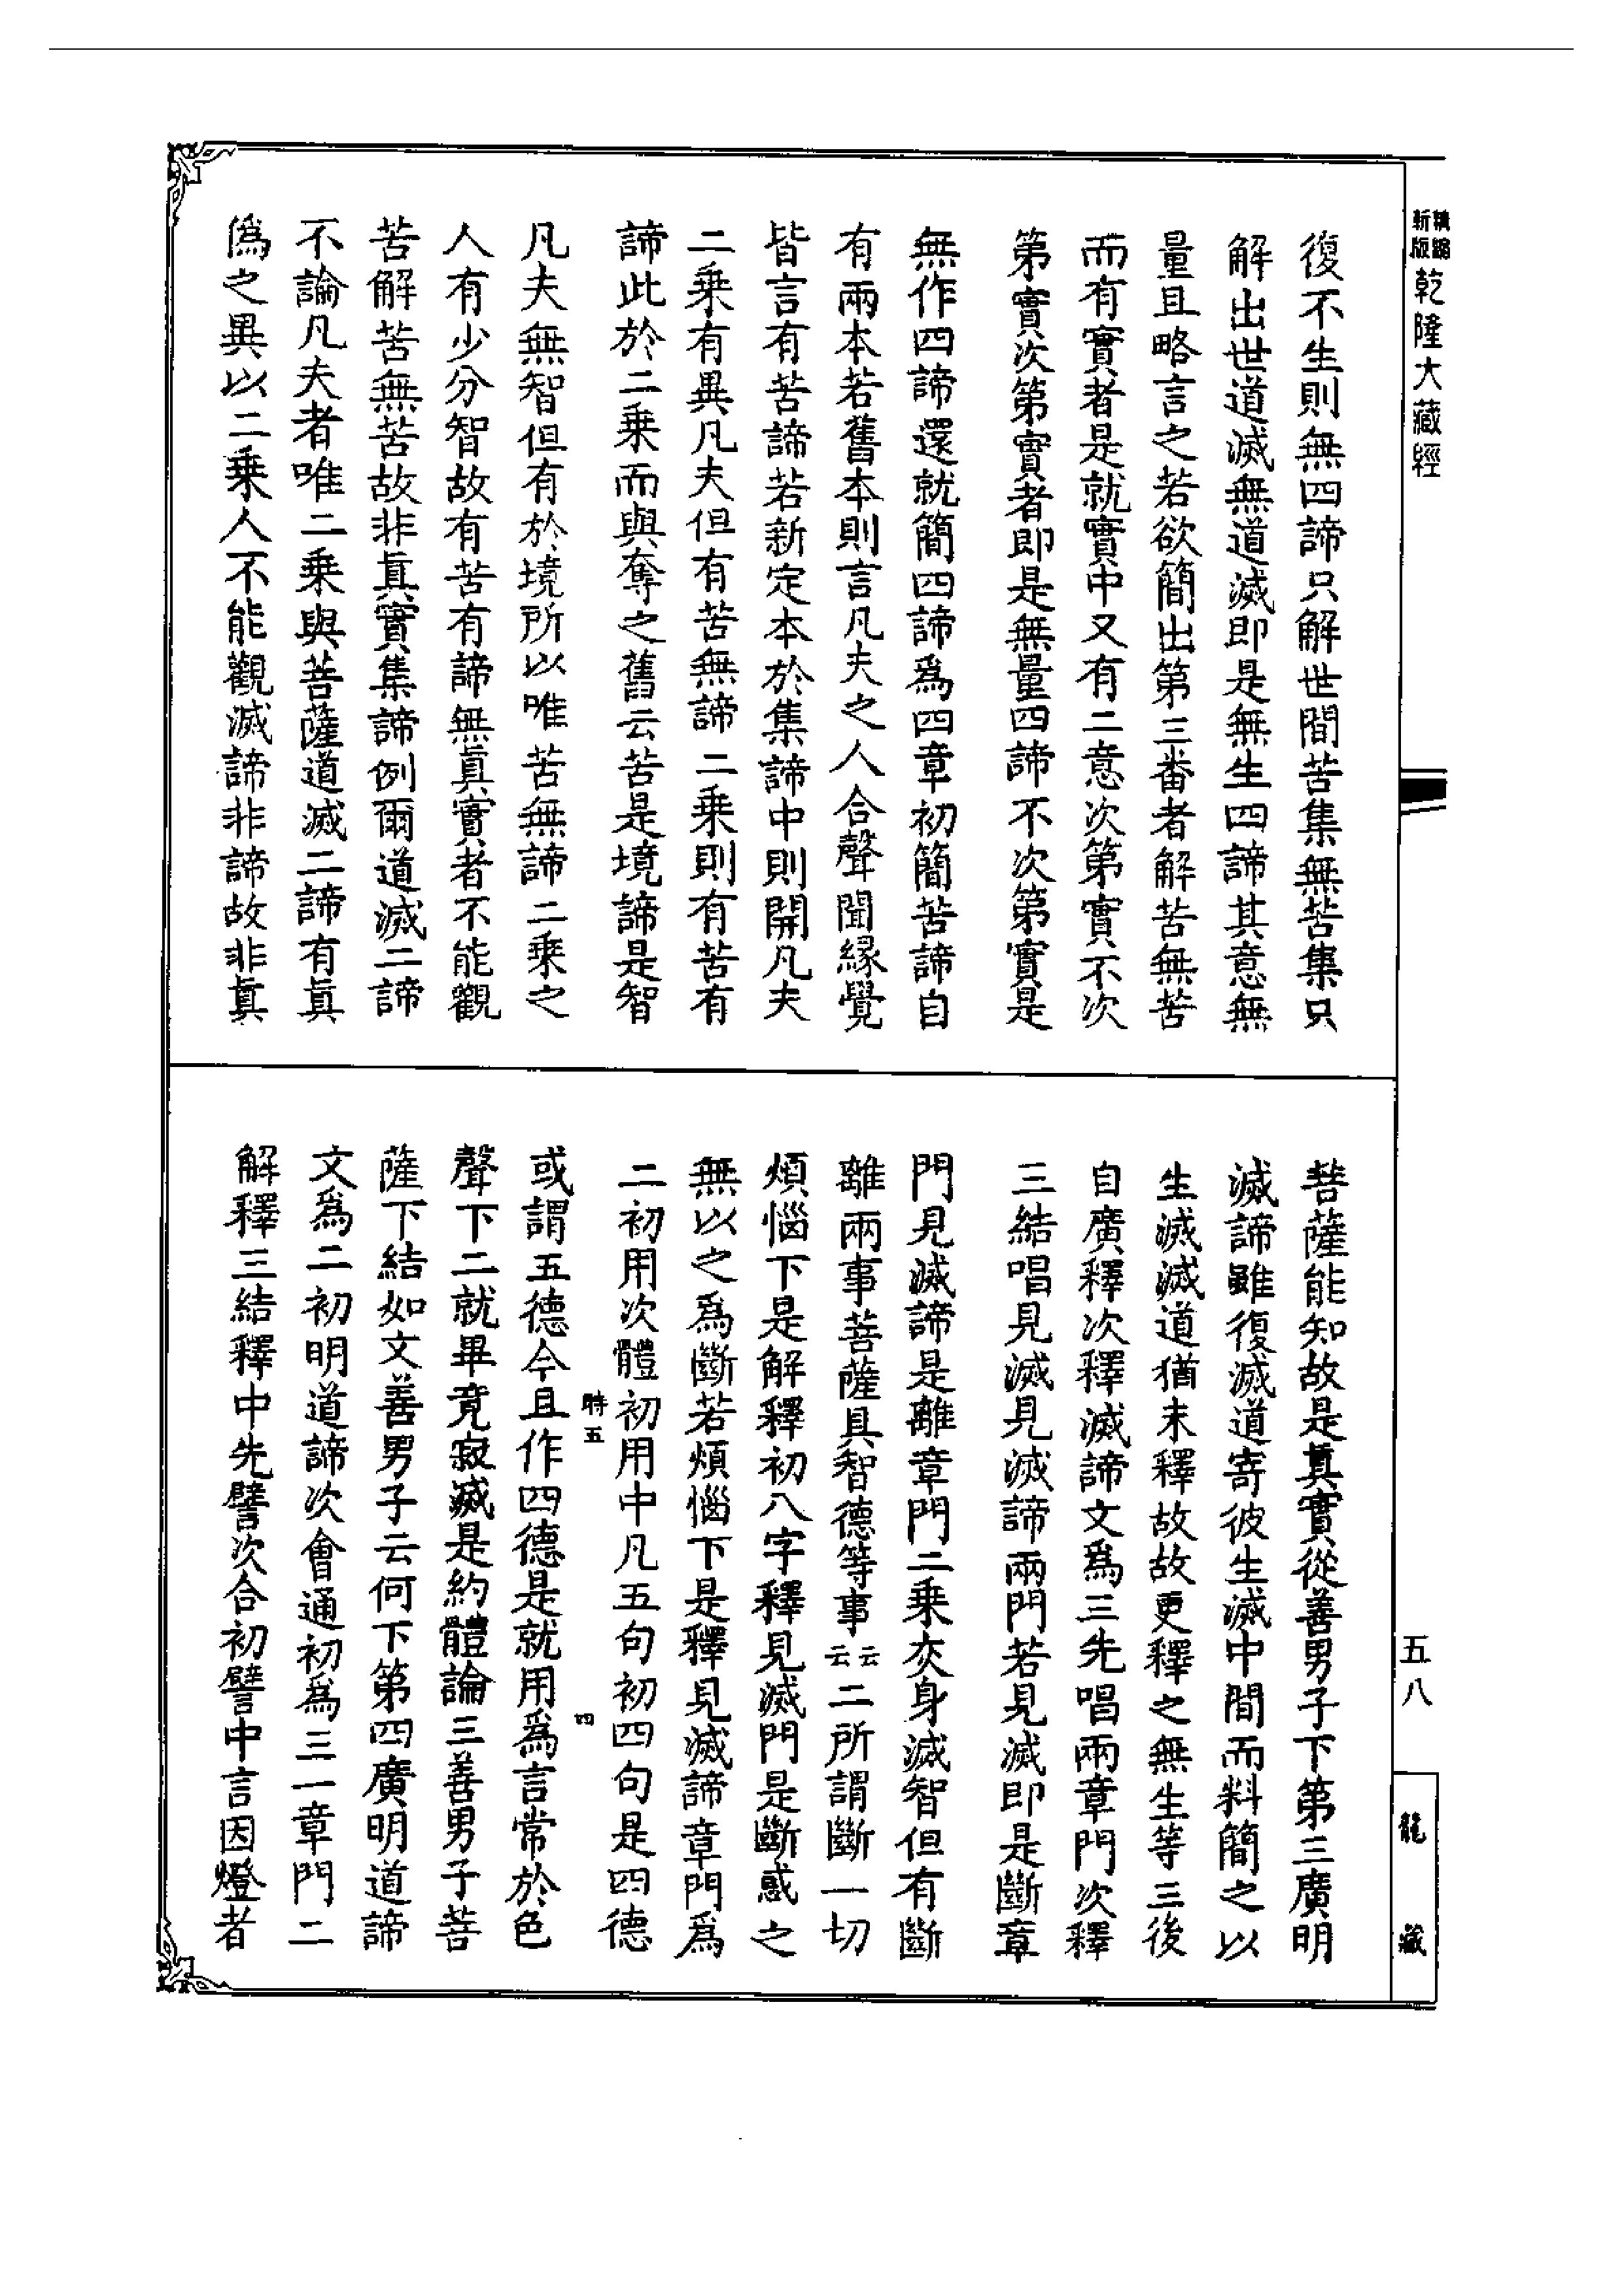 新版 精縮 乾隆大藏經
復不生則無四諦只解世間苦集無苦集只
解出世道滅無道滅即是無生四諦其意無
量且略言之若欲簡出第三番者解苦無苦
而有實者是就實中又有二意次第實不次
第實次第實者即是無量四諦不次第實是
無作四諦還就簡四諦爲四章初簡苦諦自
有兩本若舊本則言凡夫之人合聲聞緣覺
皆言有苦諦若新定本於集諦中則開凡夫
二乘有異凡夫但有苦無諦二乘則有苦有
諦此於二乘而與奪之舊云苦是境諦是智
凡夫無智但有於境所以唯苦無諦二乘之
人有少分智故有苦有諦無眞實者不能觀
苦解苦無苦故非眞實集諦例爾道滅二諦
不論凡夫者唯二乘與菩薩道滅二諦有眞
僞之異以二乘人不能觀滅諦非諦故非眞
菩薩能知故是眞實從善男子下第三廣明
滅諦雖復滅道寄彼生滅中間而料簡之以
生滅滅道猶未釋故故更釋之無生等三後
自廣釋次釋滅諦文爲三先唱兩章門次釋
三結唱見滅見滅諦兩門若見滅即是斷章
門見滅諦是離章門二乘灰身滅智但有斷
離兩事菩薩具智德等事云云二所謂斷一切
煩惱下是解釋初八字釋見滅門是斷惑之
無以之爲斷若煩惱下是釋見滅諦章門爲
二初用次體初用中凡五句初四句是四德
時五 四
或謂五德今且作四德是就用爲言常於色
聲下二就畢竟寂滅是約體論三善男子菩
薩下結如文善男子云何下第四廣明道諦
文爲二初明道諦次會通初爲三一章門二
解釋三結釋中先譬次合初譬中言因燈者
五八
龍藏